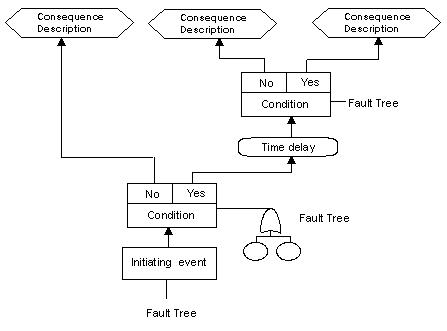 Consequence
Description
Consequence
Description
Consequence
Description
No Yes
Condition
Fault Tree
Time delay
No Yes
Condition
Fault Tree
Initiating event
Fault Tree